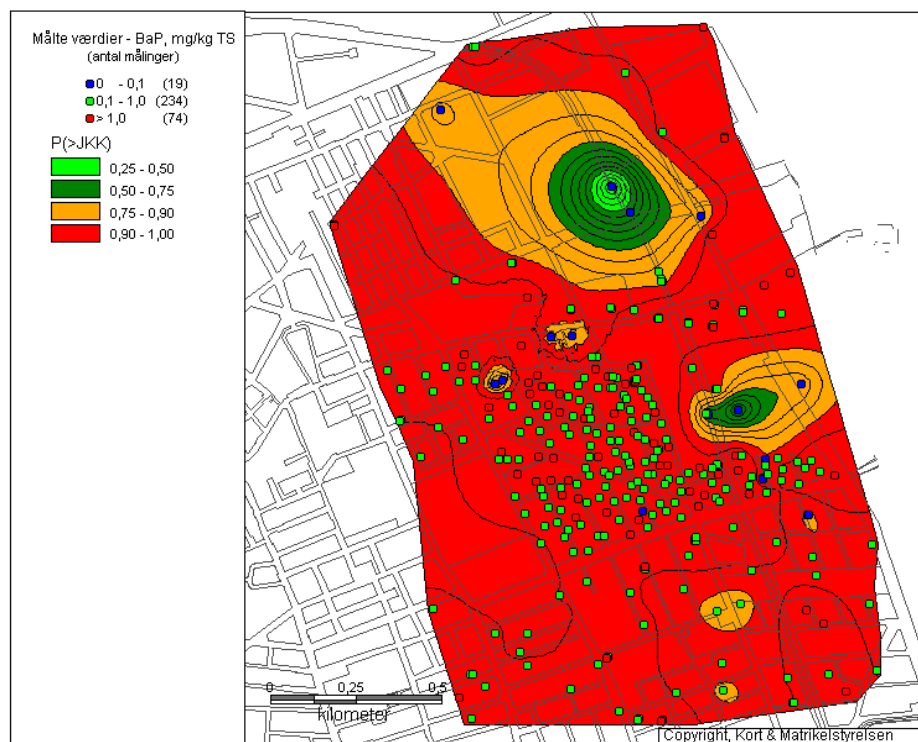 Målte værdier - BaP, mg/kg TS
(antal målinger)
0 - 0,1 (19)
0,1 - 1,0 (234)
> 1,0 (74)
P(>JKK)
0,25 - 0,50
0,50 - 0,75
0,75 - 0,90
0,90 - 1,00
0 0,25 0,5
kilometer
Copyright, Kort & Matrikelstyrelsen